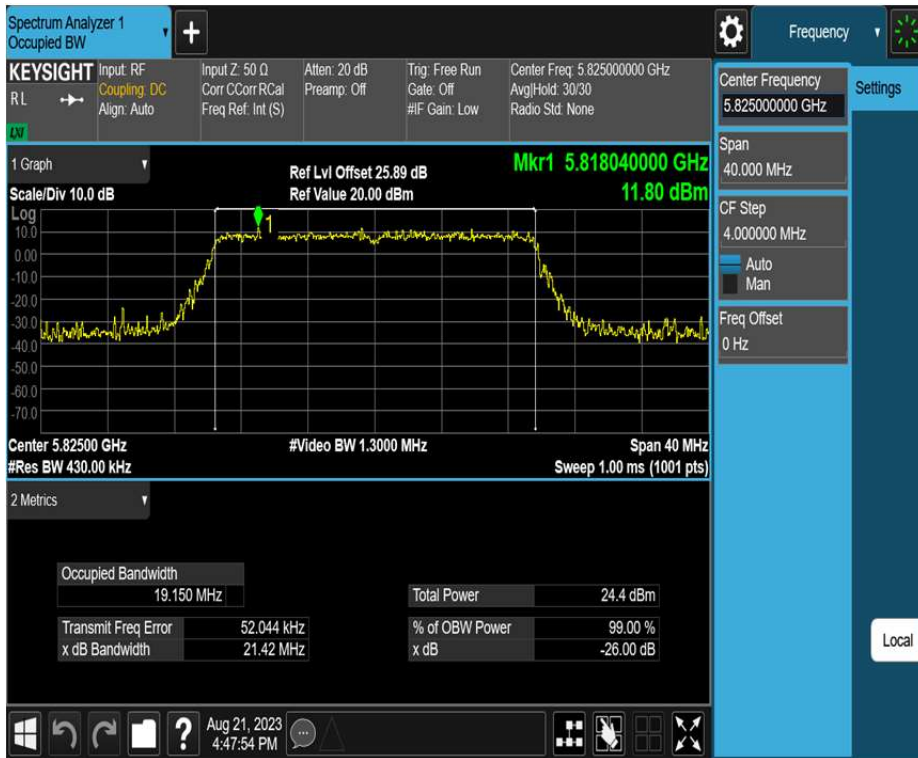 Spectrum Analyzer 1
Occupied BW
Frequency
KEYSIGHT
R L
LXI
Input: RF
Coupling: DC
Align: Auto
Input Z: 50 Ω
Corr CCorr RCal
Freq Ref: Int (S)
Atten: 20 dB
Preamp: Off
Trig: Free Run
Gate: Off
#IF Gain: Low
Center Freq: 5.825000000 GHz
Avg|Hold: 30/30
Radio Std: None
1 Graph
Scale/Div 10.0 dB
Ref Lvl Offset 25.89 dB
Ref Value 20.00 dBm
Mkr1 5.818040000 GHz
11.80 dBm
Log
10.0
0.00
-10.0
-20.0
-30.0
-40.0
-50.0
-60.0
-70.0
1
Center 5.82500 GHz
#Res BW 430.00 kHz
#Video BW 1.3000 MHz
Span 40 MHz
Sweep 1.00 ms (1001 pts)
2 Metrics
Occupied Bandwidth
19.150 MHz
Total Power 24.4 dBm
Transmit Freq Error 52.044 kHz
% of OBW Power 99.00 %
x dB Bandwidth 21.42 MHz
x dB -26.00 dB
Center Frequency
5.825000000 GHz
Settings
Span
40.000 MHz
CF Step
4.000000 MHz
Auto
Man
Freq Offset
0 Hz
Local
?
Aug 21, 2023
4:47:54 PM